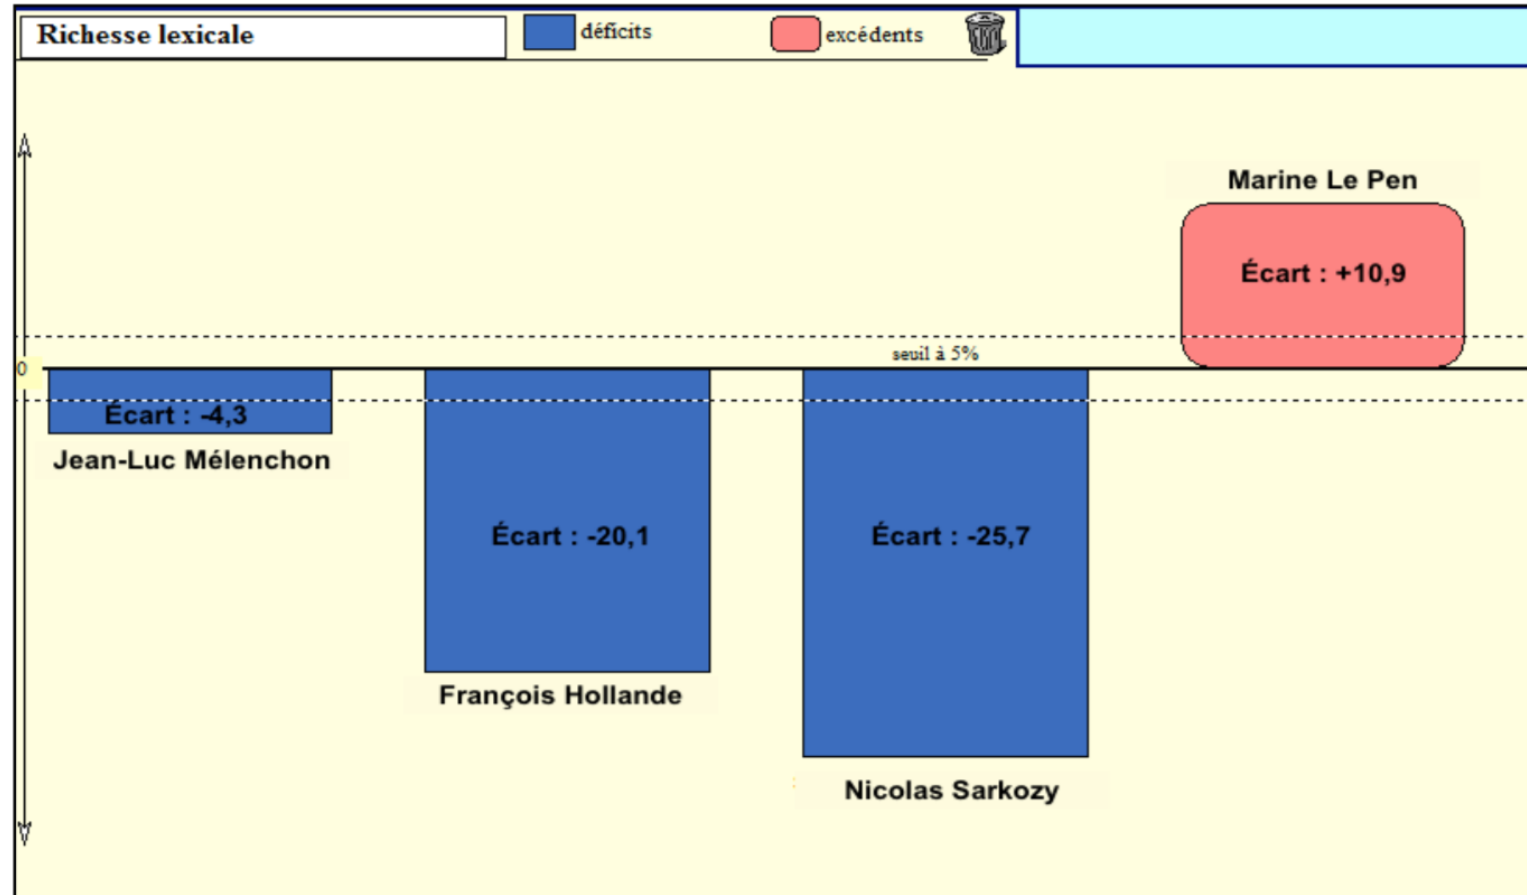 Richesse lexicale
déficits
excédents
Marine Le Pen
Écart : +10,9
seuil à 5%
0
Écart : -4,3
Jean-Luc Mélenchon
Écart : -20,1
Écart : -25,7
François Hollande
Nicolas Sarkozy